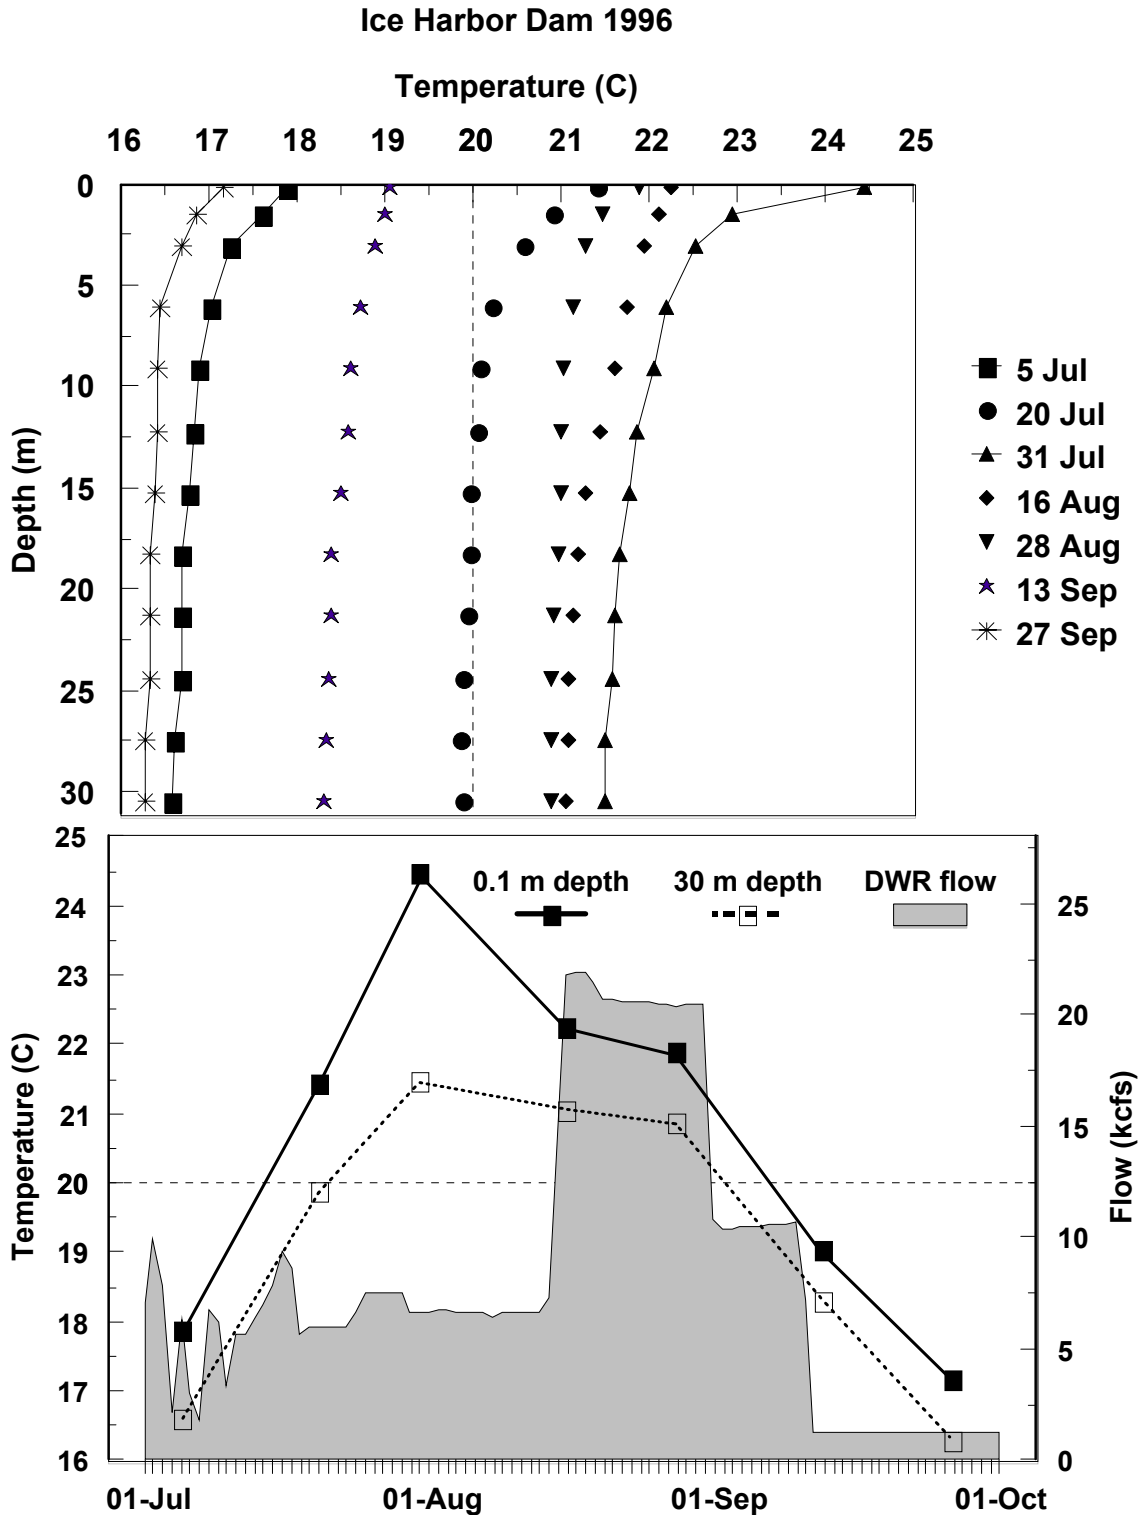 Ice Harbor Dam 1996
Temperature (C)
16 17 18 19 20 21 22 23 24 25
Depth (m)
0
5
10
15
20
25
30
5 Jul
20 Jul
31 Jul
16 Aug
28 Aug
13 Sep
27 Sep
0.1 m depth 30 m depth DWR flow
Temperature (C)
25
24
23
22
21
20
19
18
17
16
Flow (kcfs)
25
20
15
10
5
0
01-Jul 01-Aug 01-Sep 01-Oct